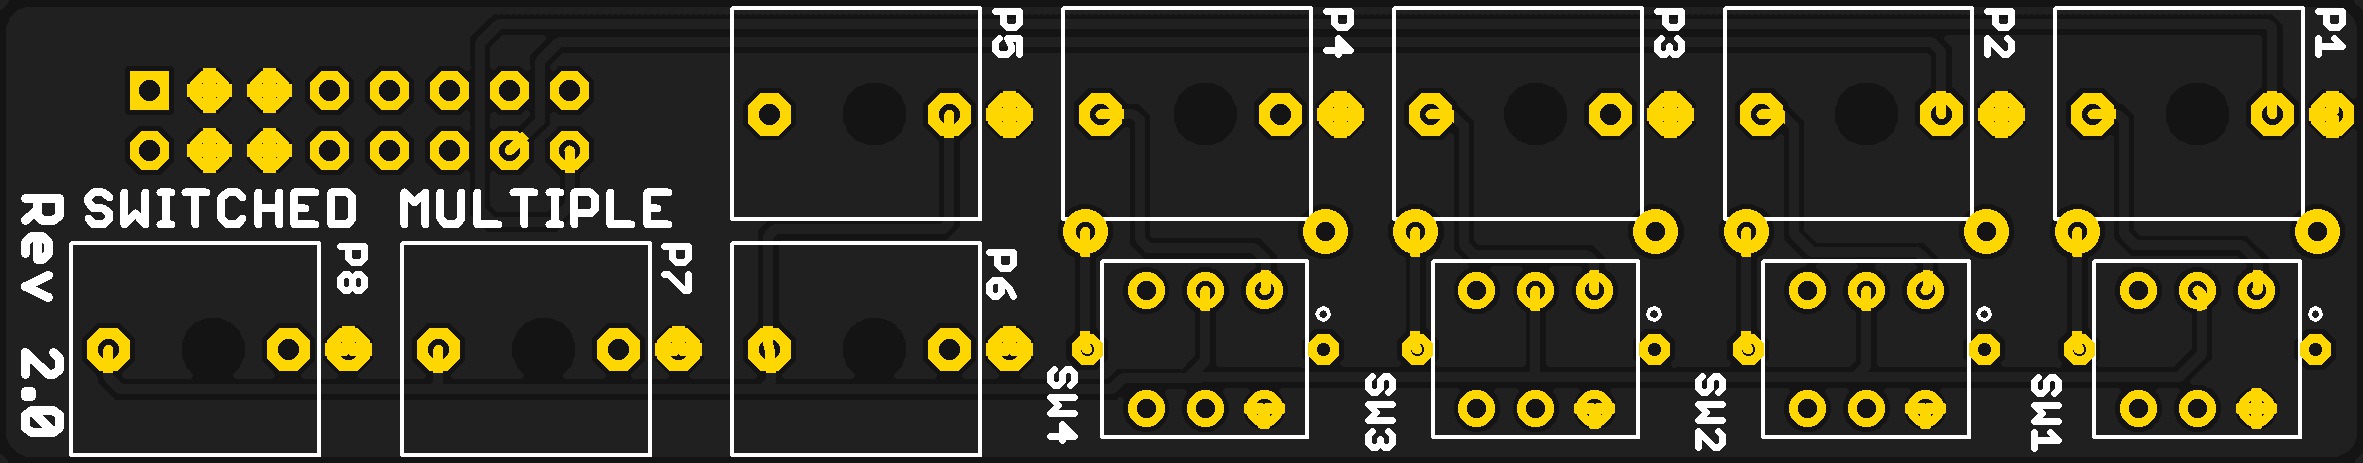 P5
P4
P3
P2
P1
SWITCHED MULTIPLE
Rev 2.0
P8
P7
P6
SW4
SW3
SW2
SW1